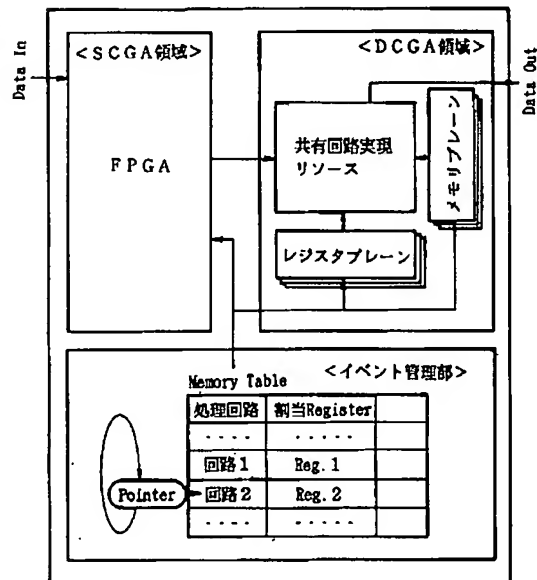 Data In
<SCGA領域>
FPGA
<DCGA領域>
共有回路実現
リソース
メモリプレーン
レジスタプレーン
Data Out
<イベント管理部>
Memory Table
処理回路 割当Register
.... .....
回路1 Reg.1
Pointer 回路2 Reg.2
.... .....